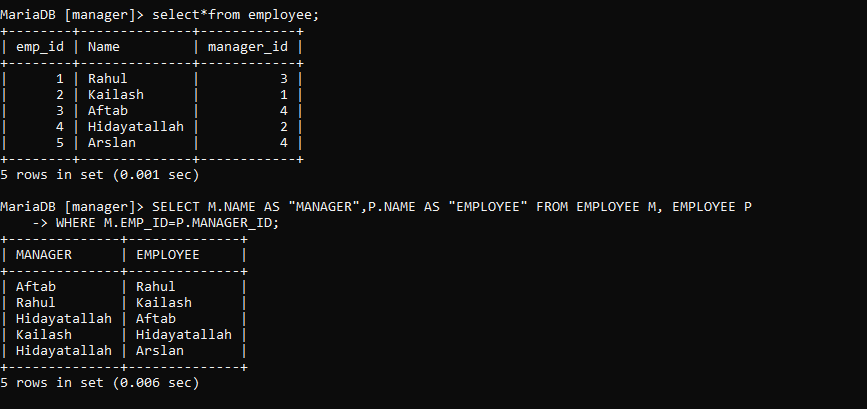 MariaDB [manager]> select*from employee;
+--------+--------------+------------+
| emp_id | Name         | manager_id |
+--------+--------------+------------+
|      1 | Rahul        |          3 |
|      2 | Kailash      |          1 |
|      3 | Aftab        |          4 |
|      4 | Hidayatallah |          2 |
|      5 | Arslan       |          4 |
+--------+--------------+------------+
5 rows in set (0.001 sec)

MariaDB [manager]> SELECT M.NAME AS "MANAGER",P.NAME AS "EMPLOYEE" FROM EMPLOYEE M, EMPLOYEE P
    -> WHERE M.EMP_ID=P.MANAGER_ID;
+--------------+--------------+
| MANAGER      | EMPLOYEE     |
+--------------+--------------+
| Aftab        | Rahul        |
| Rahul        | Kailash      |
| Hidayatallah | Aftab        |
| Kailash      | Hidayatallah |
| Hidayatallah | Arslan       |
+--------------+--------------+
5 rows in set (0.006 sec)